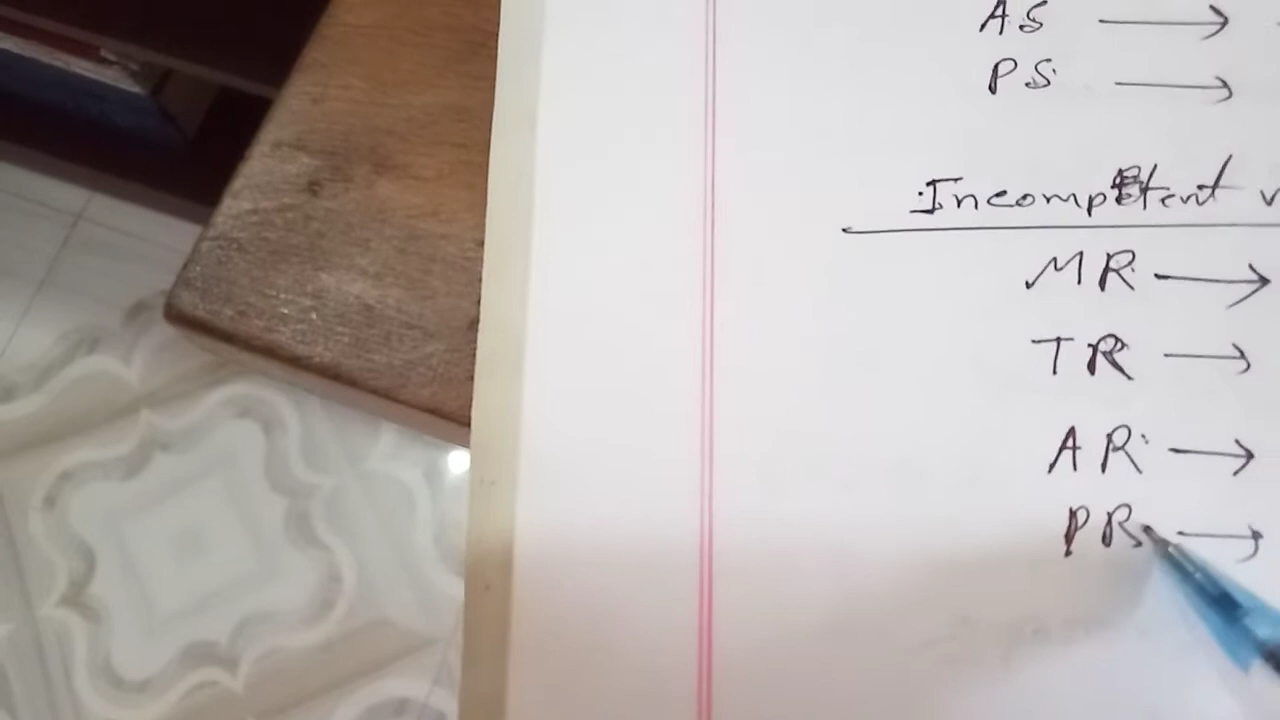 AS →
PS →
Incompetent v
MR →
TR →
AR →
PR →